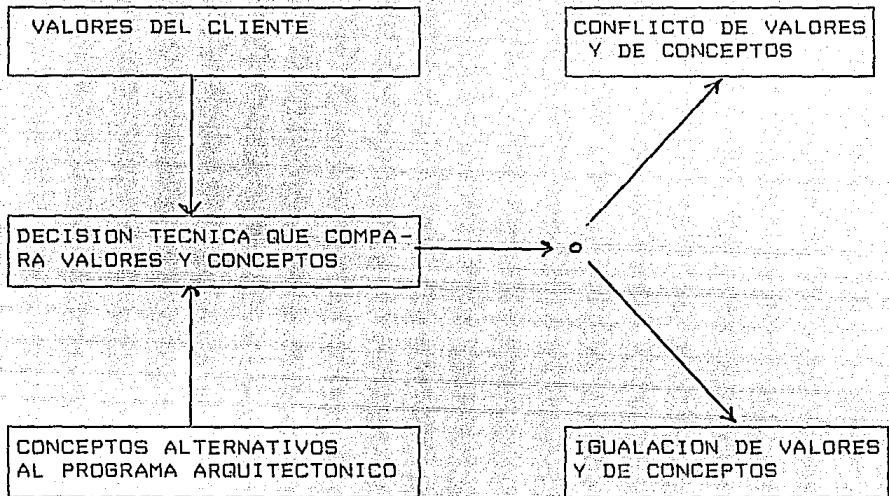 VALORES DEL CLIENTE
CONFLICTO DE VALORES
Y DE CONCEPTOS
DECISION TECNICA QUE COMPA-
RA VALORES Y CONCEPTOS
CONCEPTOS ALTERNATIVOS
AL PROGRAMA ARQUITECTONICO
IGUALACION DE VALORES
Y DE CONCEPTOS